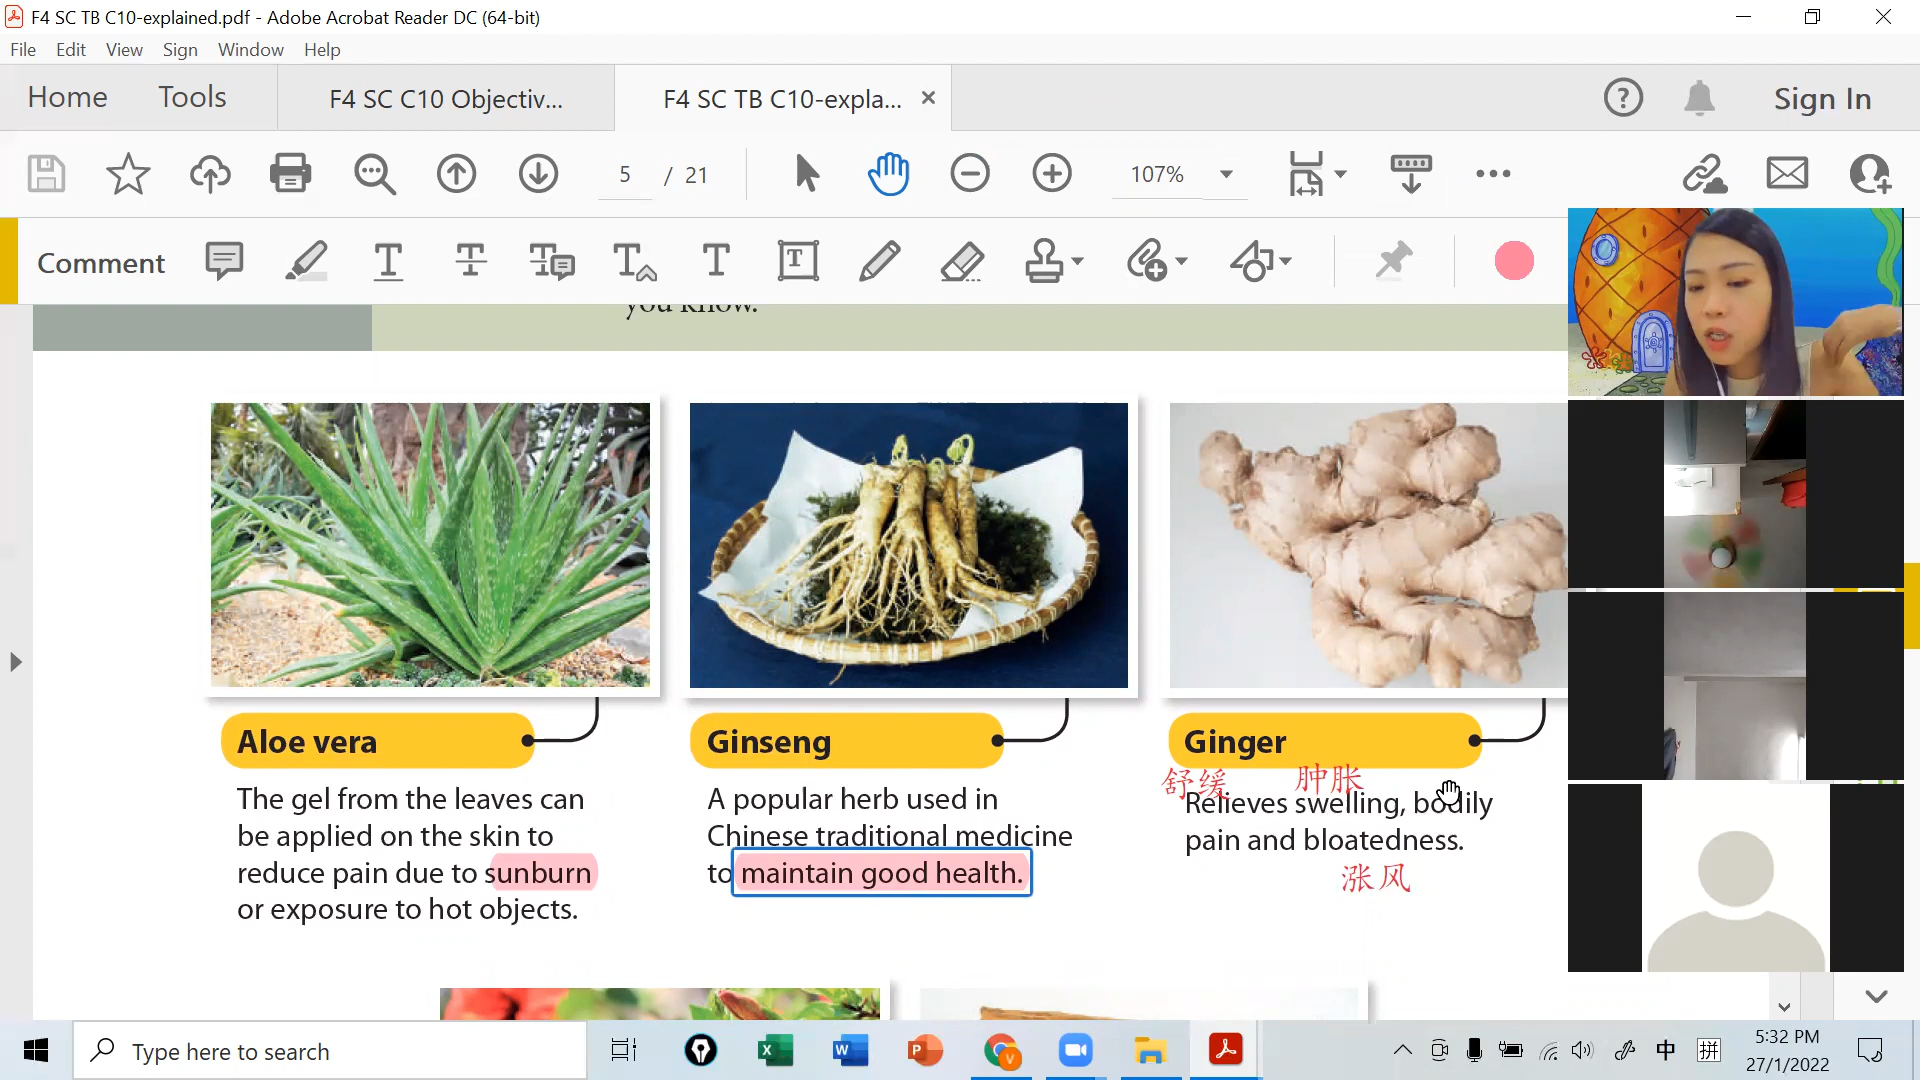 F4 SC TB C10-explained.pdf - Adobe Acrobat Reader DC (64-bit)
File Edit View Sign Window Help
Home Tools F4 SC C10 Objectiv... F4 SC TB C10-expla... Sign In
5 / 21 107%
Comment
you know.
Aloe vera
The gel from the leaves can
be applied on the skin to
reduce pain due to sunburn
or exposure to hot objects.
Ginseng
A popular herb used in
Chinese traditional medicine
to maintain good health.
Ginger
舒缓 肿胀
Relieves swelling, bodily
pain and bloatedness.
涨风
Type here to search
中 拼
5:32 PM
27/1/2022